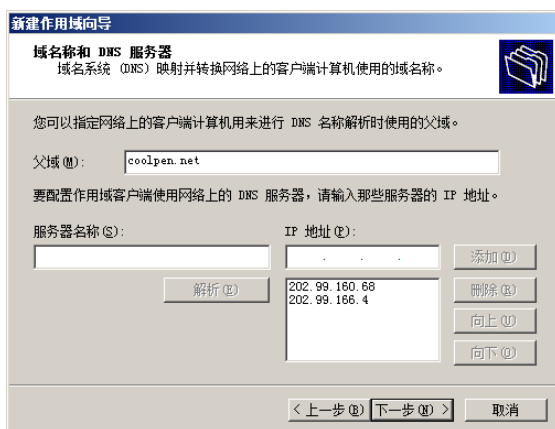 新建作用域向导
域名称和 DNS 服务器
域名系统 (DNS) 映射并转换网络上的客户端计算机使用的域名称。
您可以指定网络上的客户端计算机用来进行 DNS 名称解析时使用的父域。
父域(M): coolpen.net
要配置作用域客户端使用网络上的 DNS 服务器，请输入那些服务器的 IP 地址。
服务器名称(S): IP 地址(P):
. . . 添加(D)
解析(E) 202.99.160.68 删除(R)
202.99.166.4
向上(U)
向下(O)
< 上一步(B) 下一步(N) > 取消